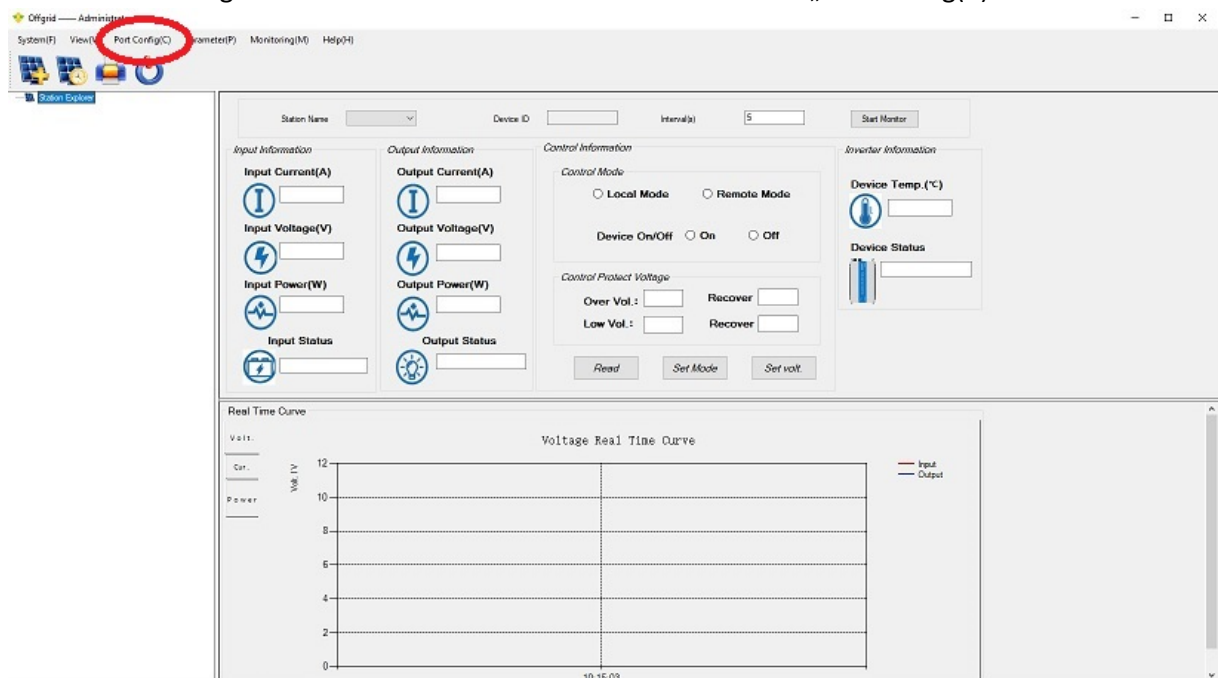 Offgrid —— Administrator
System(F) View(V) Port Config(C) Parameter(P) Monitoring(M) Help(H)
Station Explorer
Station Name Device ID Interval(s) 5 Start Monitor
Input Information Output Information Control Information Inverter Information
Input Current(A) Output Current(A) Control Mode
Local Mode Remote Mode Device Temp.(℃)
Input Voltage(V) Output Voltage(V) Device On/Off On Off
Device Status
Input Power(W) Output Power(W) Control Protect Voltage
Over Vol.: Recover
Low Vol.: Recover
Input Status Output Status
Read Set Mode Set volt.
Real Time Curve
Volt.
Voltage Real Time Curve
Cur.
Power
Volt. / V
Input
Output
12
10
8
6
4
2
0